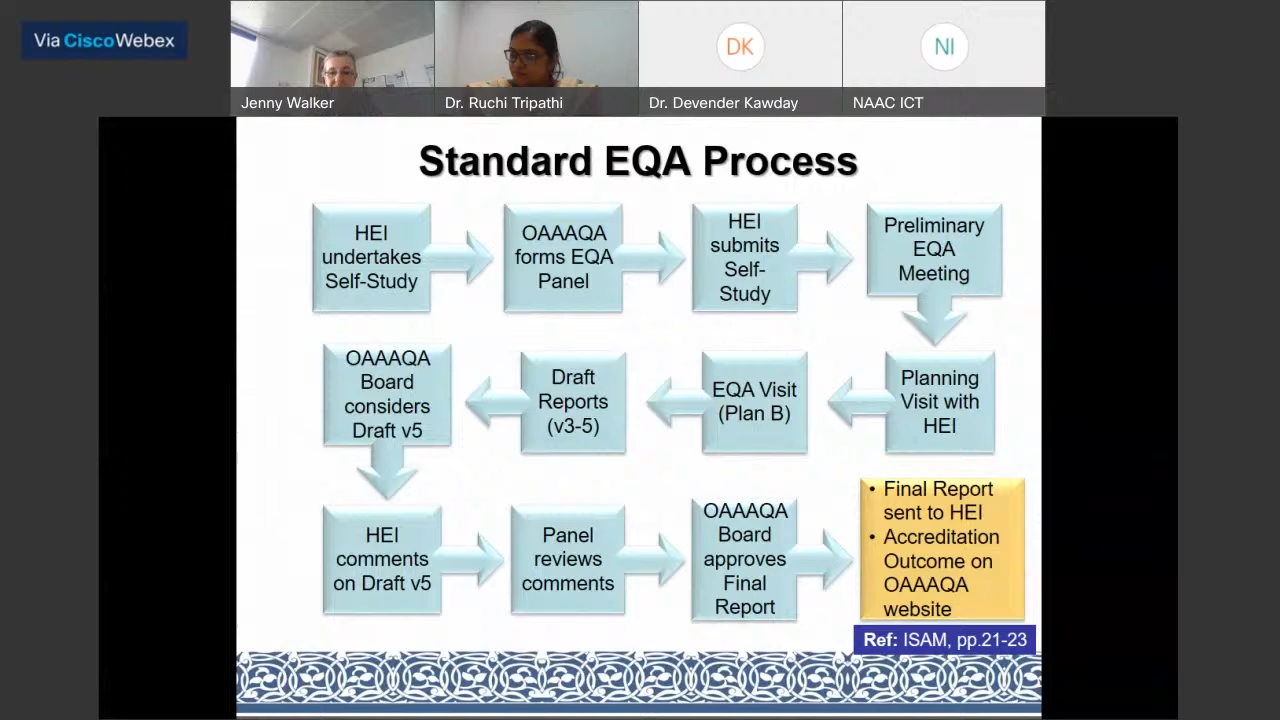 Via Cisco Webex
Jenny Walker
Dr. Ruchi Tripathi
DK
Dr. Devender Kawday
NI
NAAC ICT
Standard EQA Process
HEI
undertakes
Self-Study
OAAAQA
forms EQA
Panel
HEI
submits
Self-
Study
Preliminary
EQA
Meeting
Planning
Visit with
HEI
EQA Visit
(Plan B)
Draft
Reports
(v3-5)
OAAAQA
Board
considers
Draft v5
HEI
comments
on Draft v5
Panel
reviews
comments
OAAAQA
Board
approves
Final
Report
• Final Report
sent to HEI
• Accreditation
Outcome on
OAAAQA
website
Ref: ISAM, pp.21-23